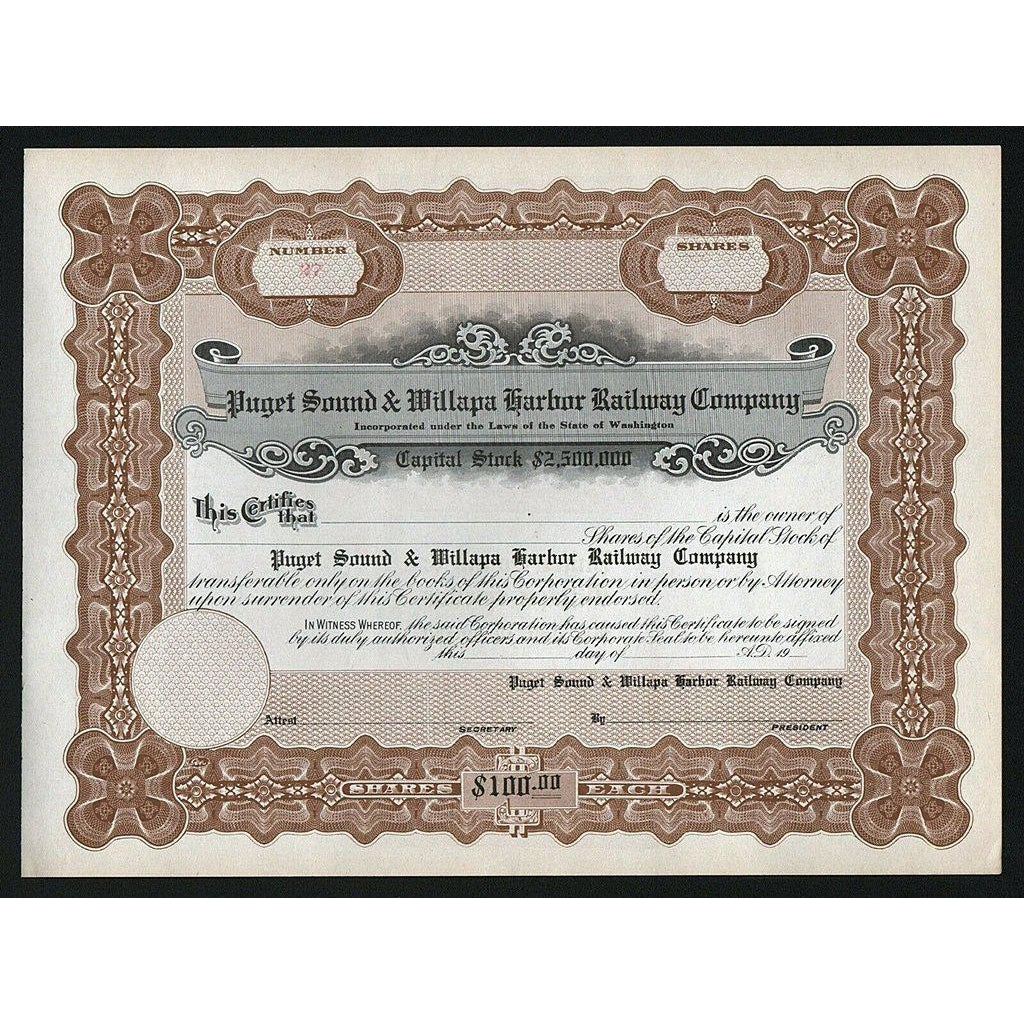 NUMBER
SHARES
Puget Sound & Willapa Harbor Railway Company
Incorporated under the Laws of the State of Washington
Capital Stock $2,500,000
This Certifies that is the owner of
Shares of the Capital Stock of
Puget Sound & Willapa Harbor Railway Company
transferable only on the books of this Corporation in person or by Attorney
upon surrender of this Certificate properly endorsed.
IN WITNESS WHEREOF, the said Corporation has caused this Certificate to be signed
by its duly authorized officers and its Corporate Seal to be hereunto affixed
this day of A.D. 19
Puget Sound & Willapa Harbor Railway Company
Attest By
SECRETARY PRESIDENT
SHARES $100.00 EACH